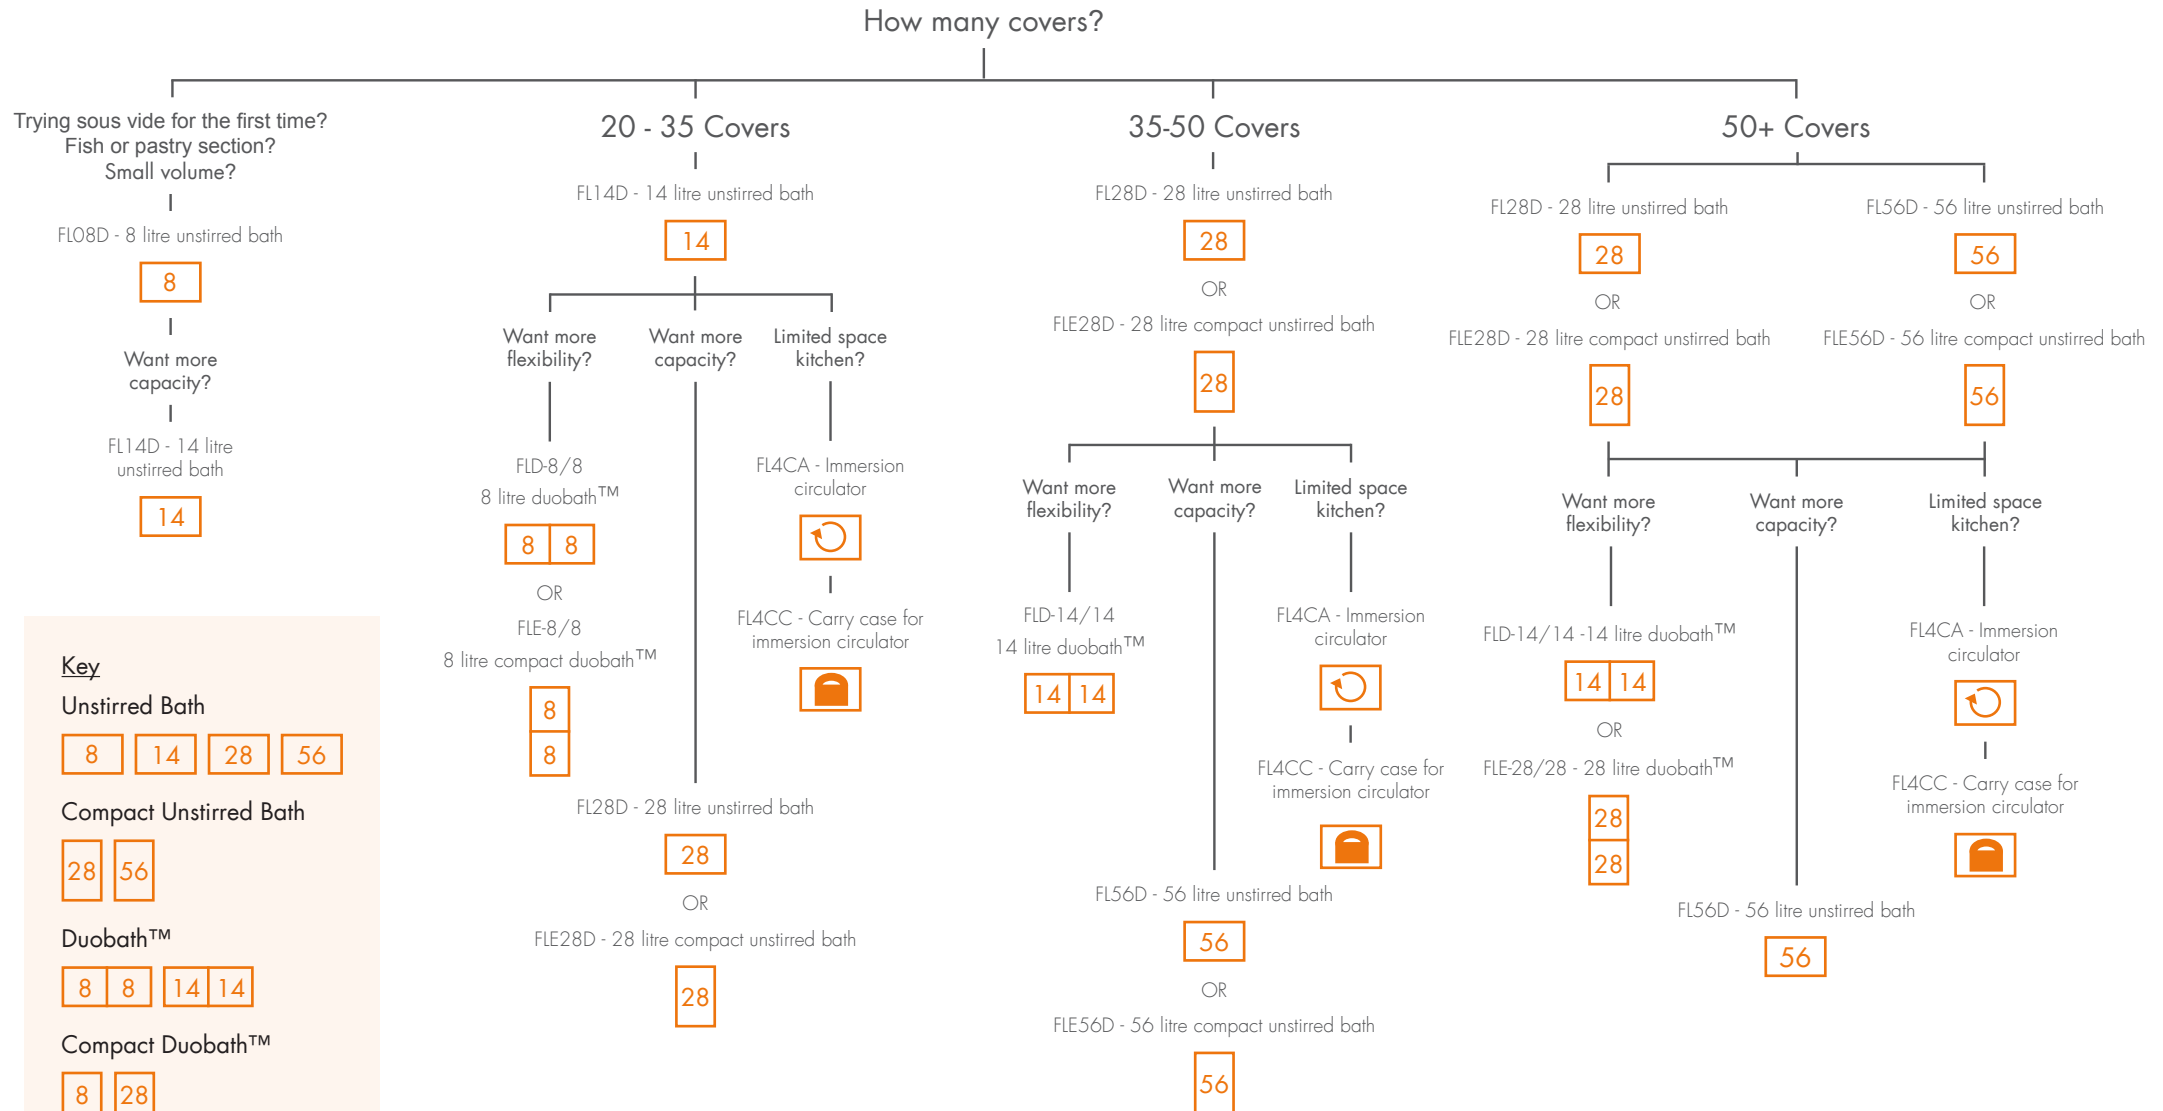 How many covers?
Trying sous vide for the first time?
Fish or pastry section?
Small volume?
FL08D - 8 litre unstirred bath
8
Want more
capacity?
FL14D - 14 litre
unstirred bath
14
20 - 35 Covers
FL14D - 14 litre unstirred bath
14
Want more
flexibility?
FLD-8/8
8 litre duobath™
8 8
OR
FLE-8/8
8 litre compact duobath™
8
8
Want more
capacity?
FL28D - 28 litre unstirred bath
28
OR
FLE28D - 28 litre compact unstirred bath
28
Limited space
kitchen?
FL4CA - Immersion
circulator
FL4CC - Carry case for
immersion circulator
35-50 Covers
FL28D - 28 litre unstirred bath
28
OR
FLE28D - 28 litre compact unstirred bath
28
Want more
flexibility?
FLD-14/14
14 litre duobath™
14 14
Want more
capacity?
FL56D - 56 litre unstirred bath
56
OR
FLE56D - 56 litre compact unstirred bath
56
Limited space
kitchen?
FL4CA - Immersion
circulator
FL4CC - Carry case for
immersion circulator
50+ Covers
FL28D - 28 litre unstirred bath
28
OR
FLE28D - 28 litre compact unstirred bath
28
FL56D - 56 litre unstirred bath
56
OR
FLE56D - 56 litre compact unstirred bath
56
Want more
flexibility?
FLD-14/14 -14 litre duobath™
14 14
OR
FLE-28/28 - 28 litre duobath™
28
28
Want more
capacity?
FL56D - 56 litre unstirred bath
56
Limited space
kitchen?
FL4CA - Immersion
circulator
FL4CC - Carry case for
immersion circulator
Key
Unstirred Bath
8 14 28 56
Compact Unstirred Bath
28 56
Duobath™
8 8 14 14
Compact Duobath™
8 28